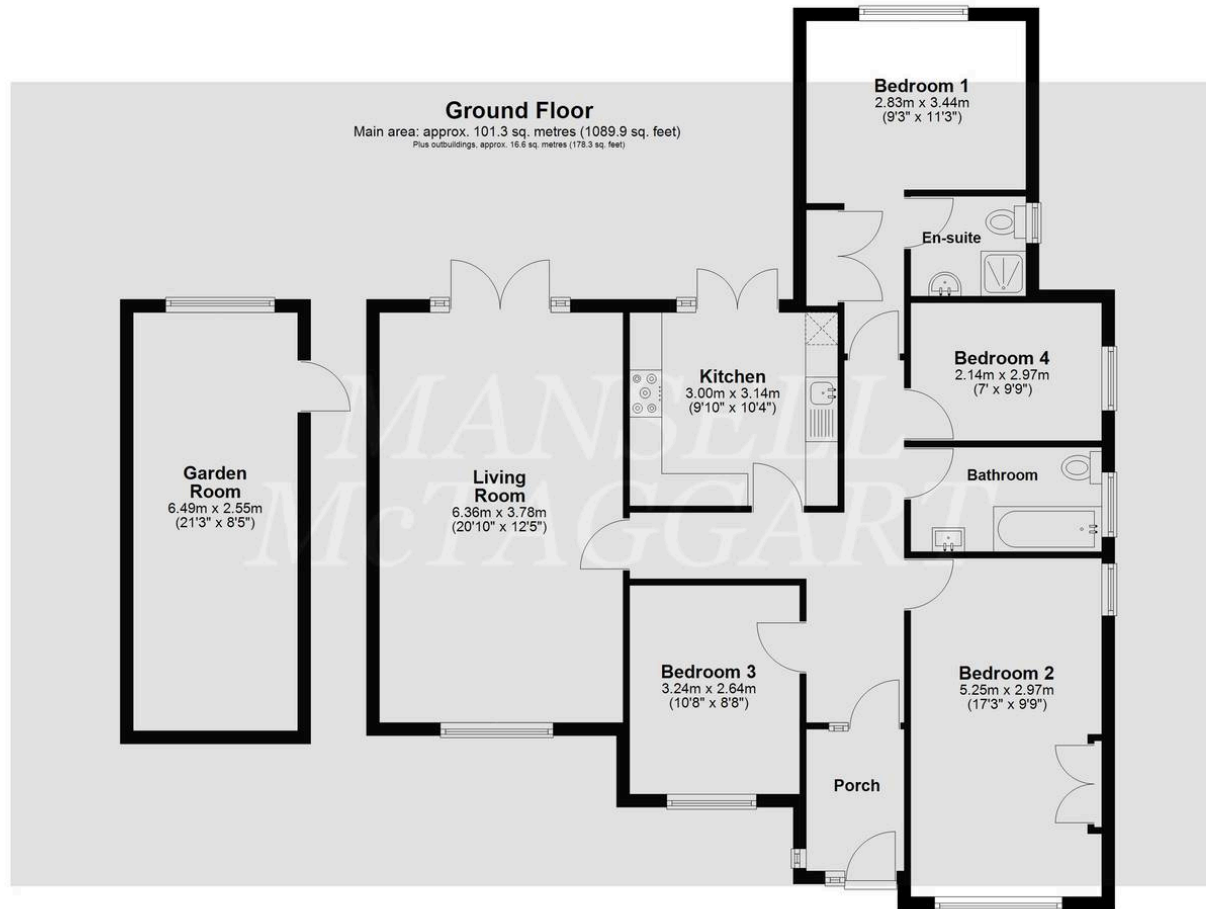 Ground Floor
Main area: approx. 101.3 sq. metres (1089.9 sq. feet)
Plus outbuildings, approx. 16.6 sq. metres (178.3 sq. feet)
Bedroom 1
2.83m x 3.44m
(9'3" x 11'3")
En-suite
Bedroom 4
2.14m x 2.97m
(7' x 9'9")
Kitchen
3.00m x 3.14m
(9'10" x 10'4")
Garden
Room
6.49m x 2.55m
(21'3" x 8'5")
Living
Room
6.36m x 3.78m
(20'10" x 12'5")
Bathroom
Bedroom 3
3.24m x 2.64m
(10'8" x 8'8")
Bedroom 2
5.25m x 2.97m
(17'3" x 9'9")
Porch
MANSELL
McTAGGART